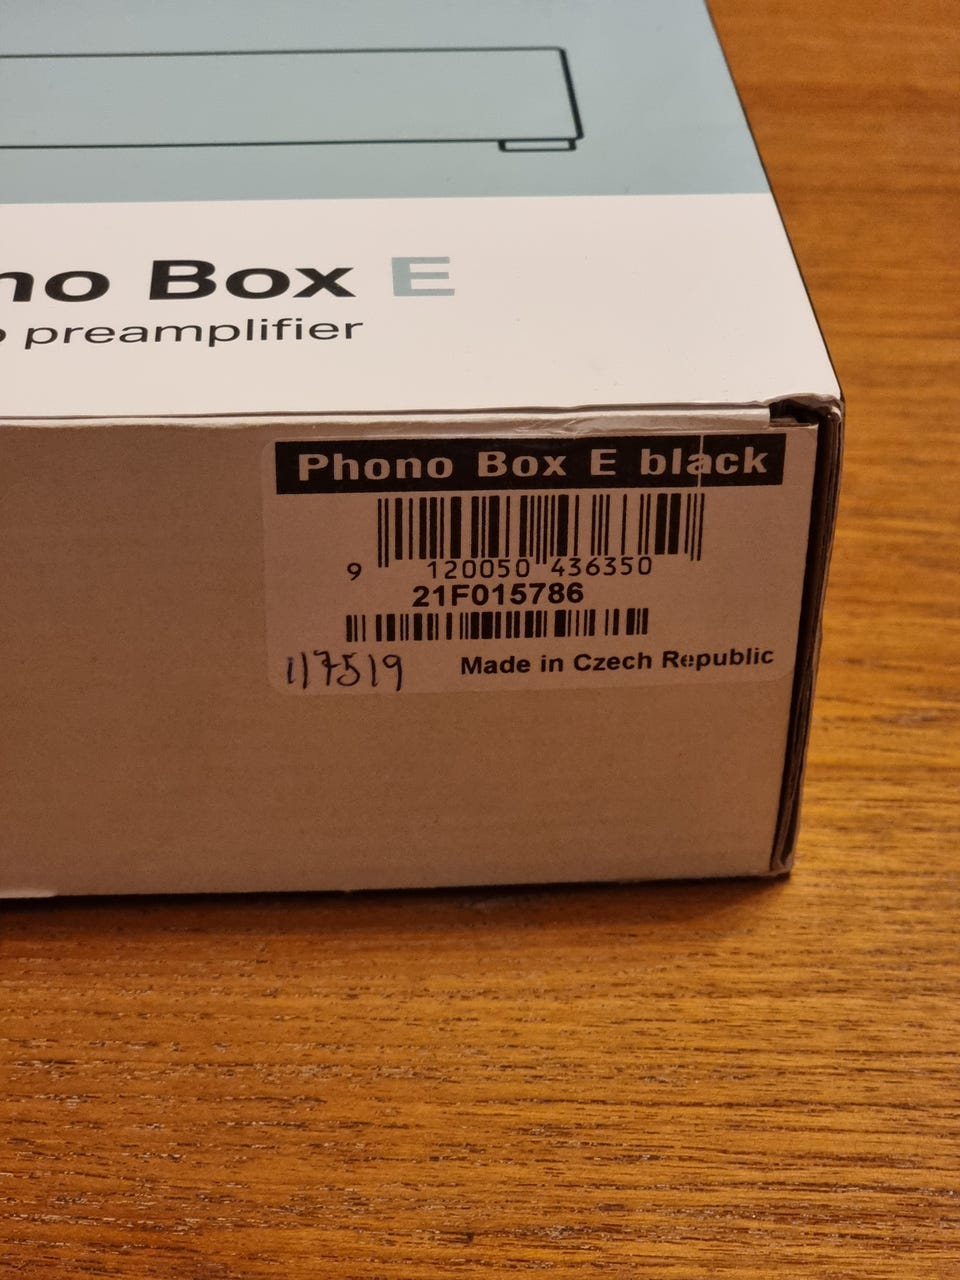 no Box E
preamplifier
Phono Box E black
9 120050 436350
21F015786
117519 Made in Czech Republic